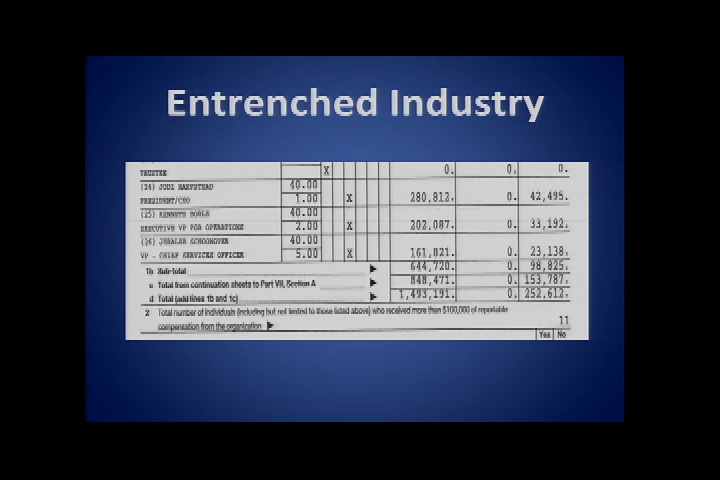 Entrenched Industry
TRUSTEE X 0. 0. 0.
(24) JODI HAMPSTEAD 40.00
PRESIDENT/CEO 1.00 X 280,812. 0. 42,495.
(25) KENNETH 40.00
EXECUTIVE VP FOR OPERATIONS 2.00 X 202,087. 0. 33,192.
(26) SCHOONOVER 40.00
VP - CHIEF SERVICES OFFICER 5.00 X 161,821. 0. 23,138.
1b Sub-total 644,720. 0. 98,825.
c Total from continuation sheets to Part VII, Section A 848,471. 0. 153,787.
d Total (add lines 1b and 1c) 1,493,191. 0. 252,612.
2 Total number of individuals (including but not limited to those listed above) who received more than $100,000 of reportable
compensation from the organization 11
Yes No